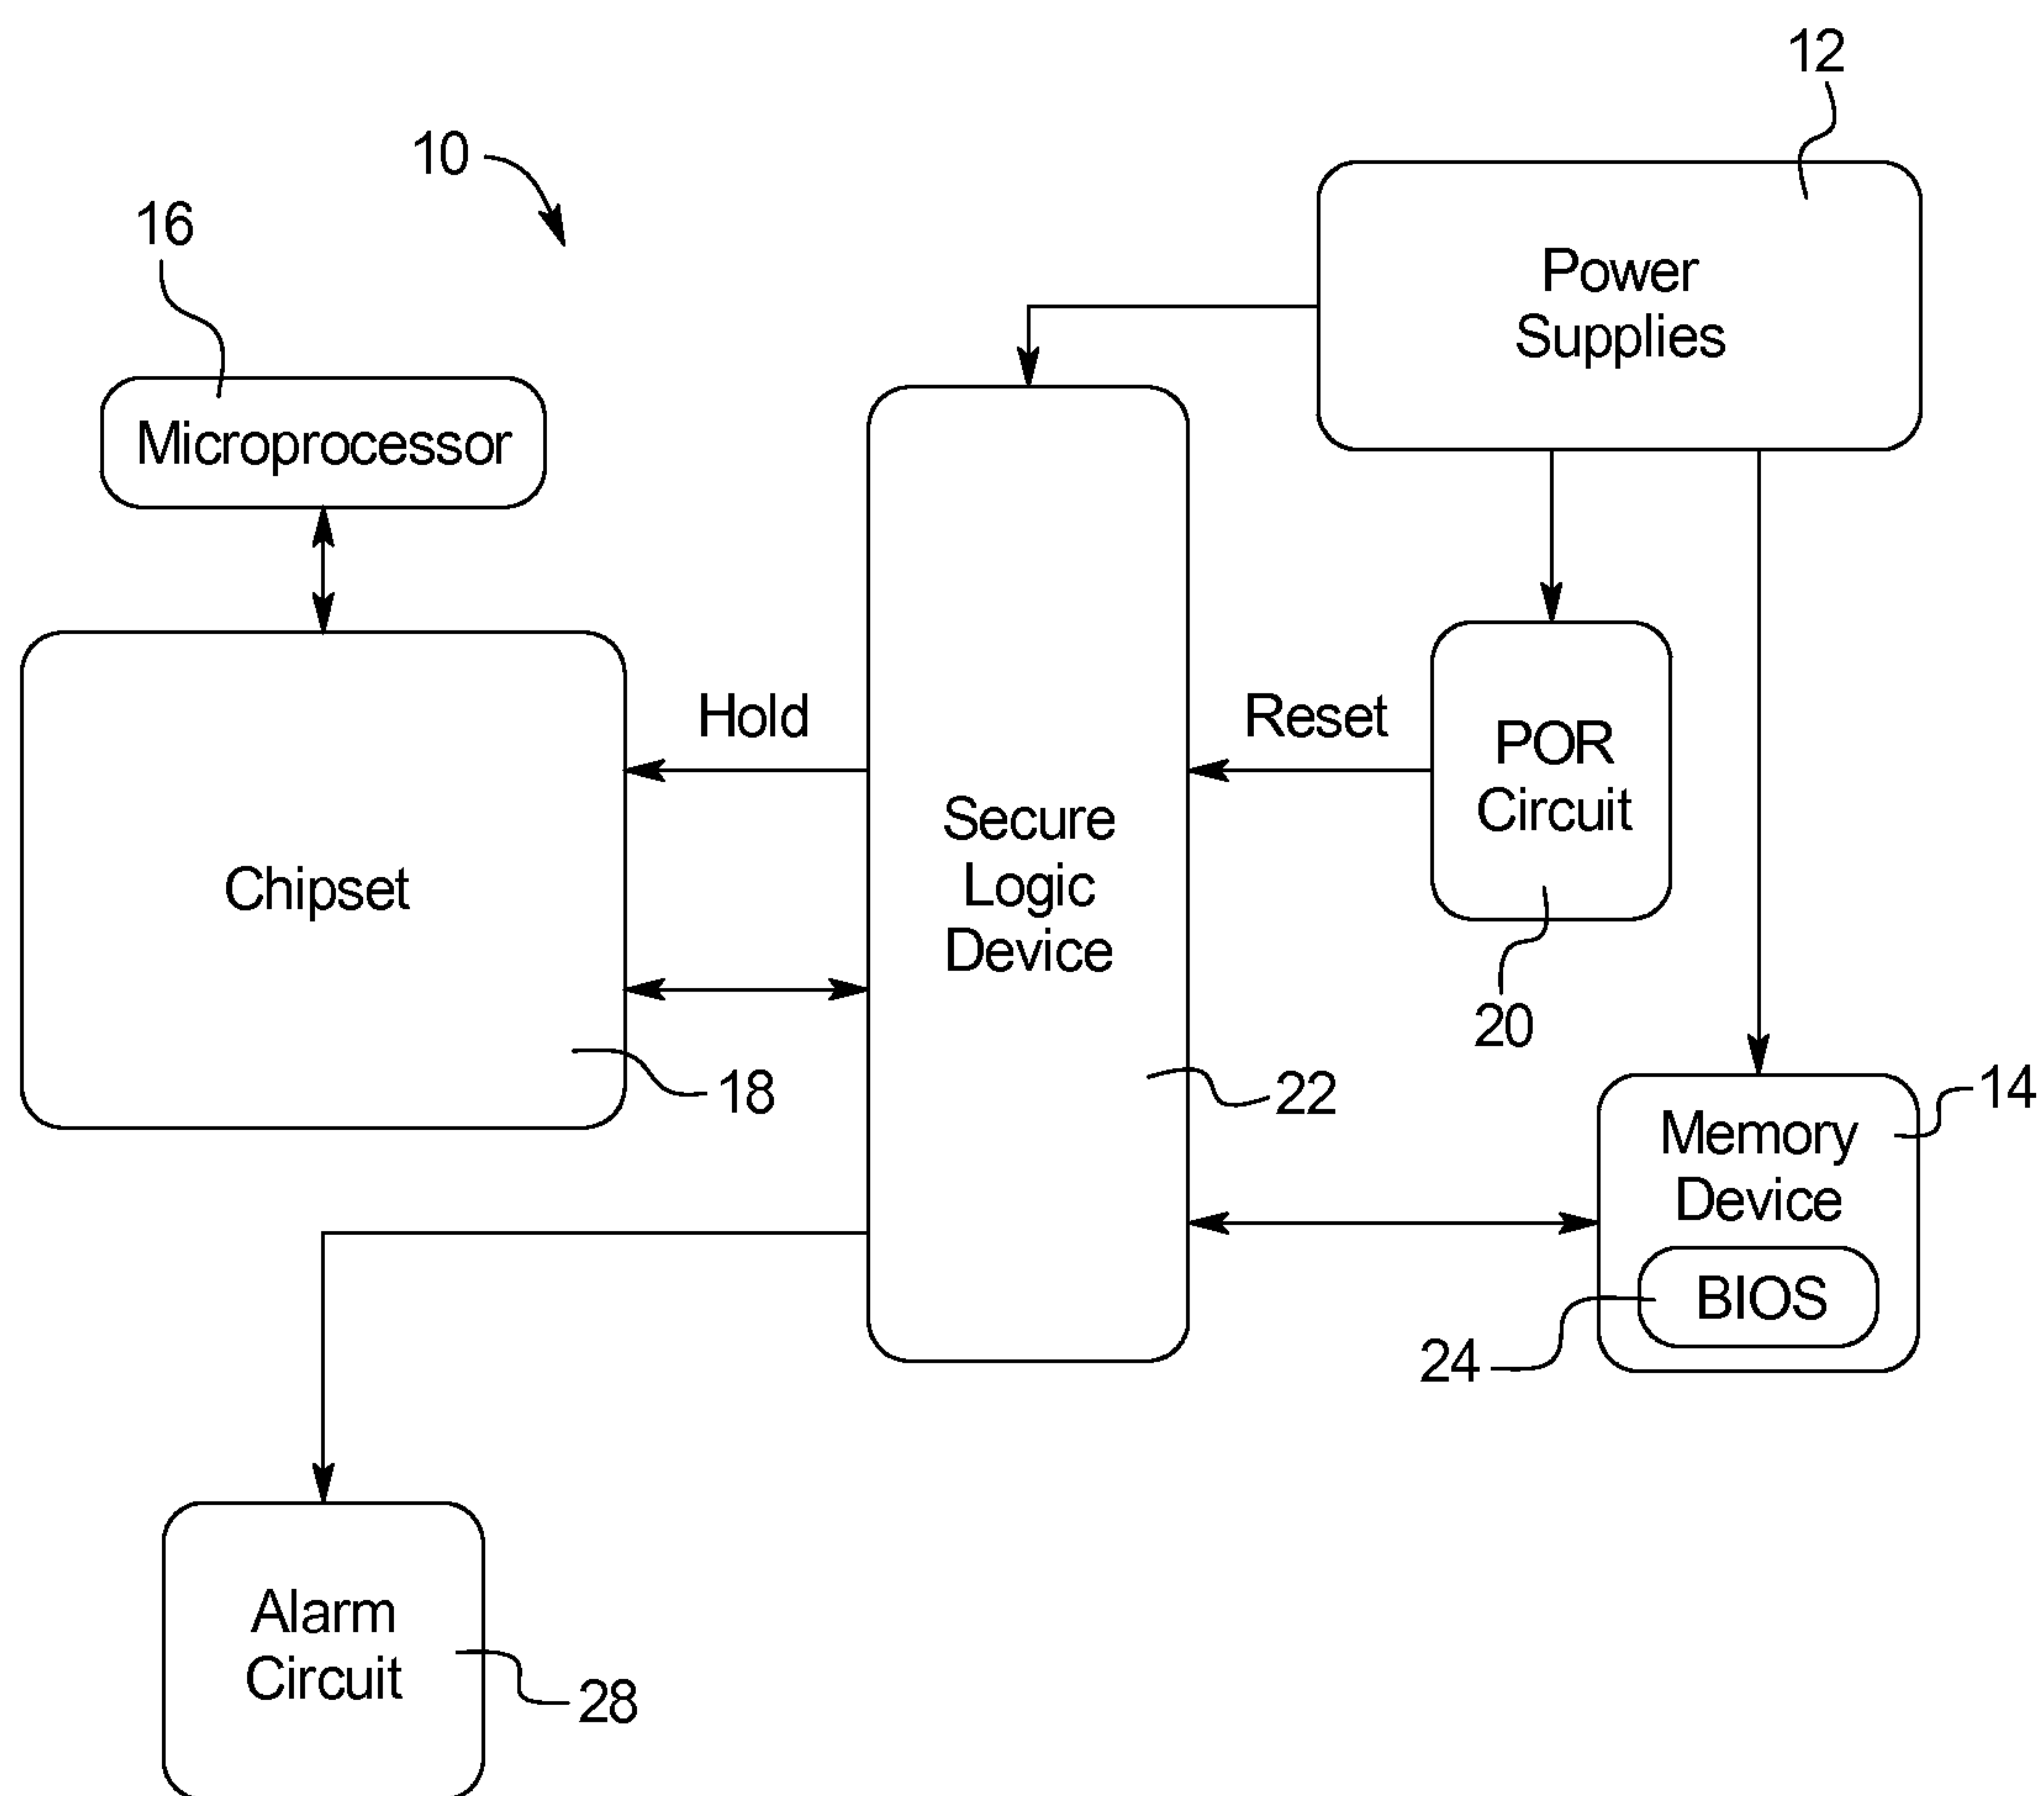 12
10
16
Power
Supplies
Microprocessor
Hold
Reset
POR
Circuit
Secure
Logic
Device
Chipset
20
18
22
14
Memory
Device
BIOS
24
Alarm
Circuit
28